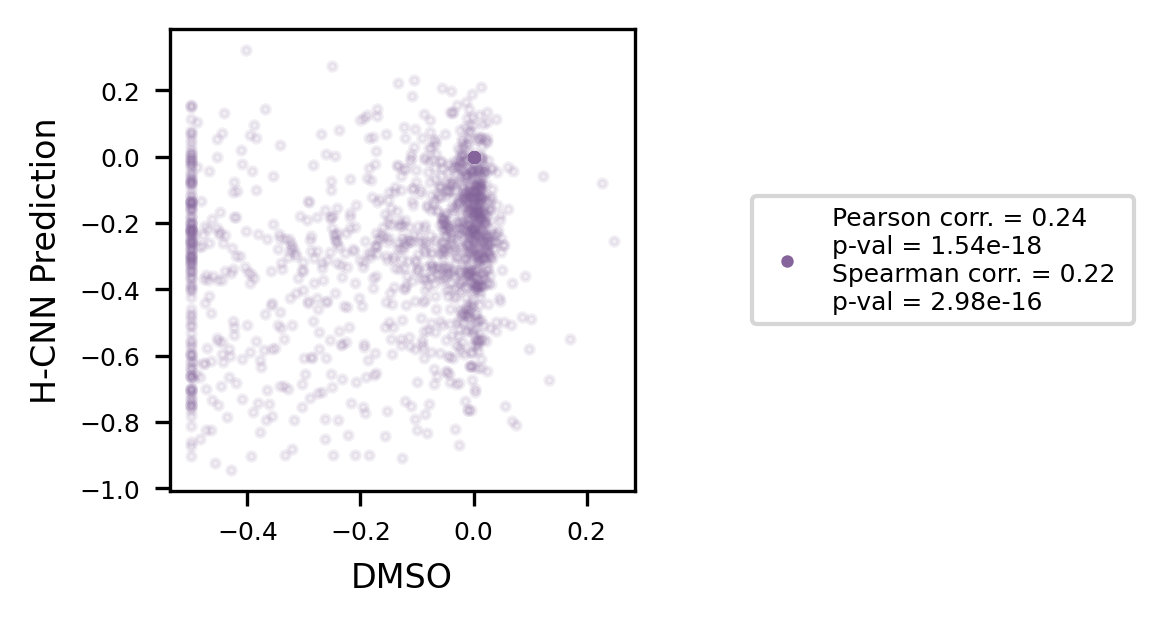 H-CNN Prediction
0.2
0.0
−0.2
−0.4
−0.6
−0.8
−1.0
−0.4
−0.2
0.0
0.2
DMSO
Pearson corr. = 0.24
p-val = 1.54e-18
Spearman corr. = 0.22
p-val = 2.98e-16